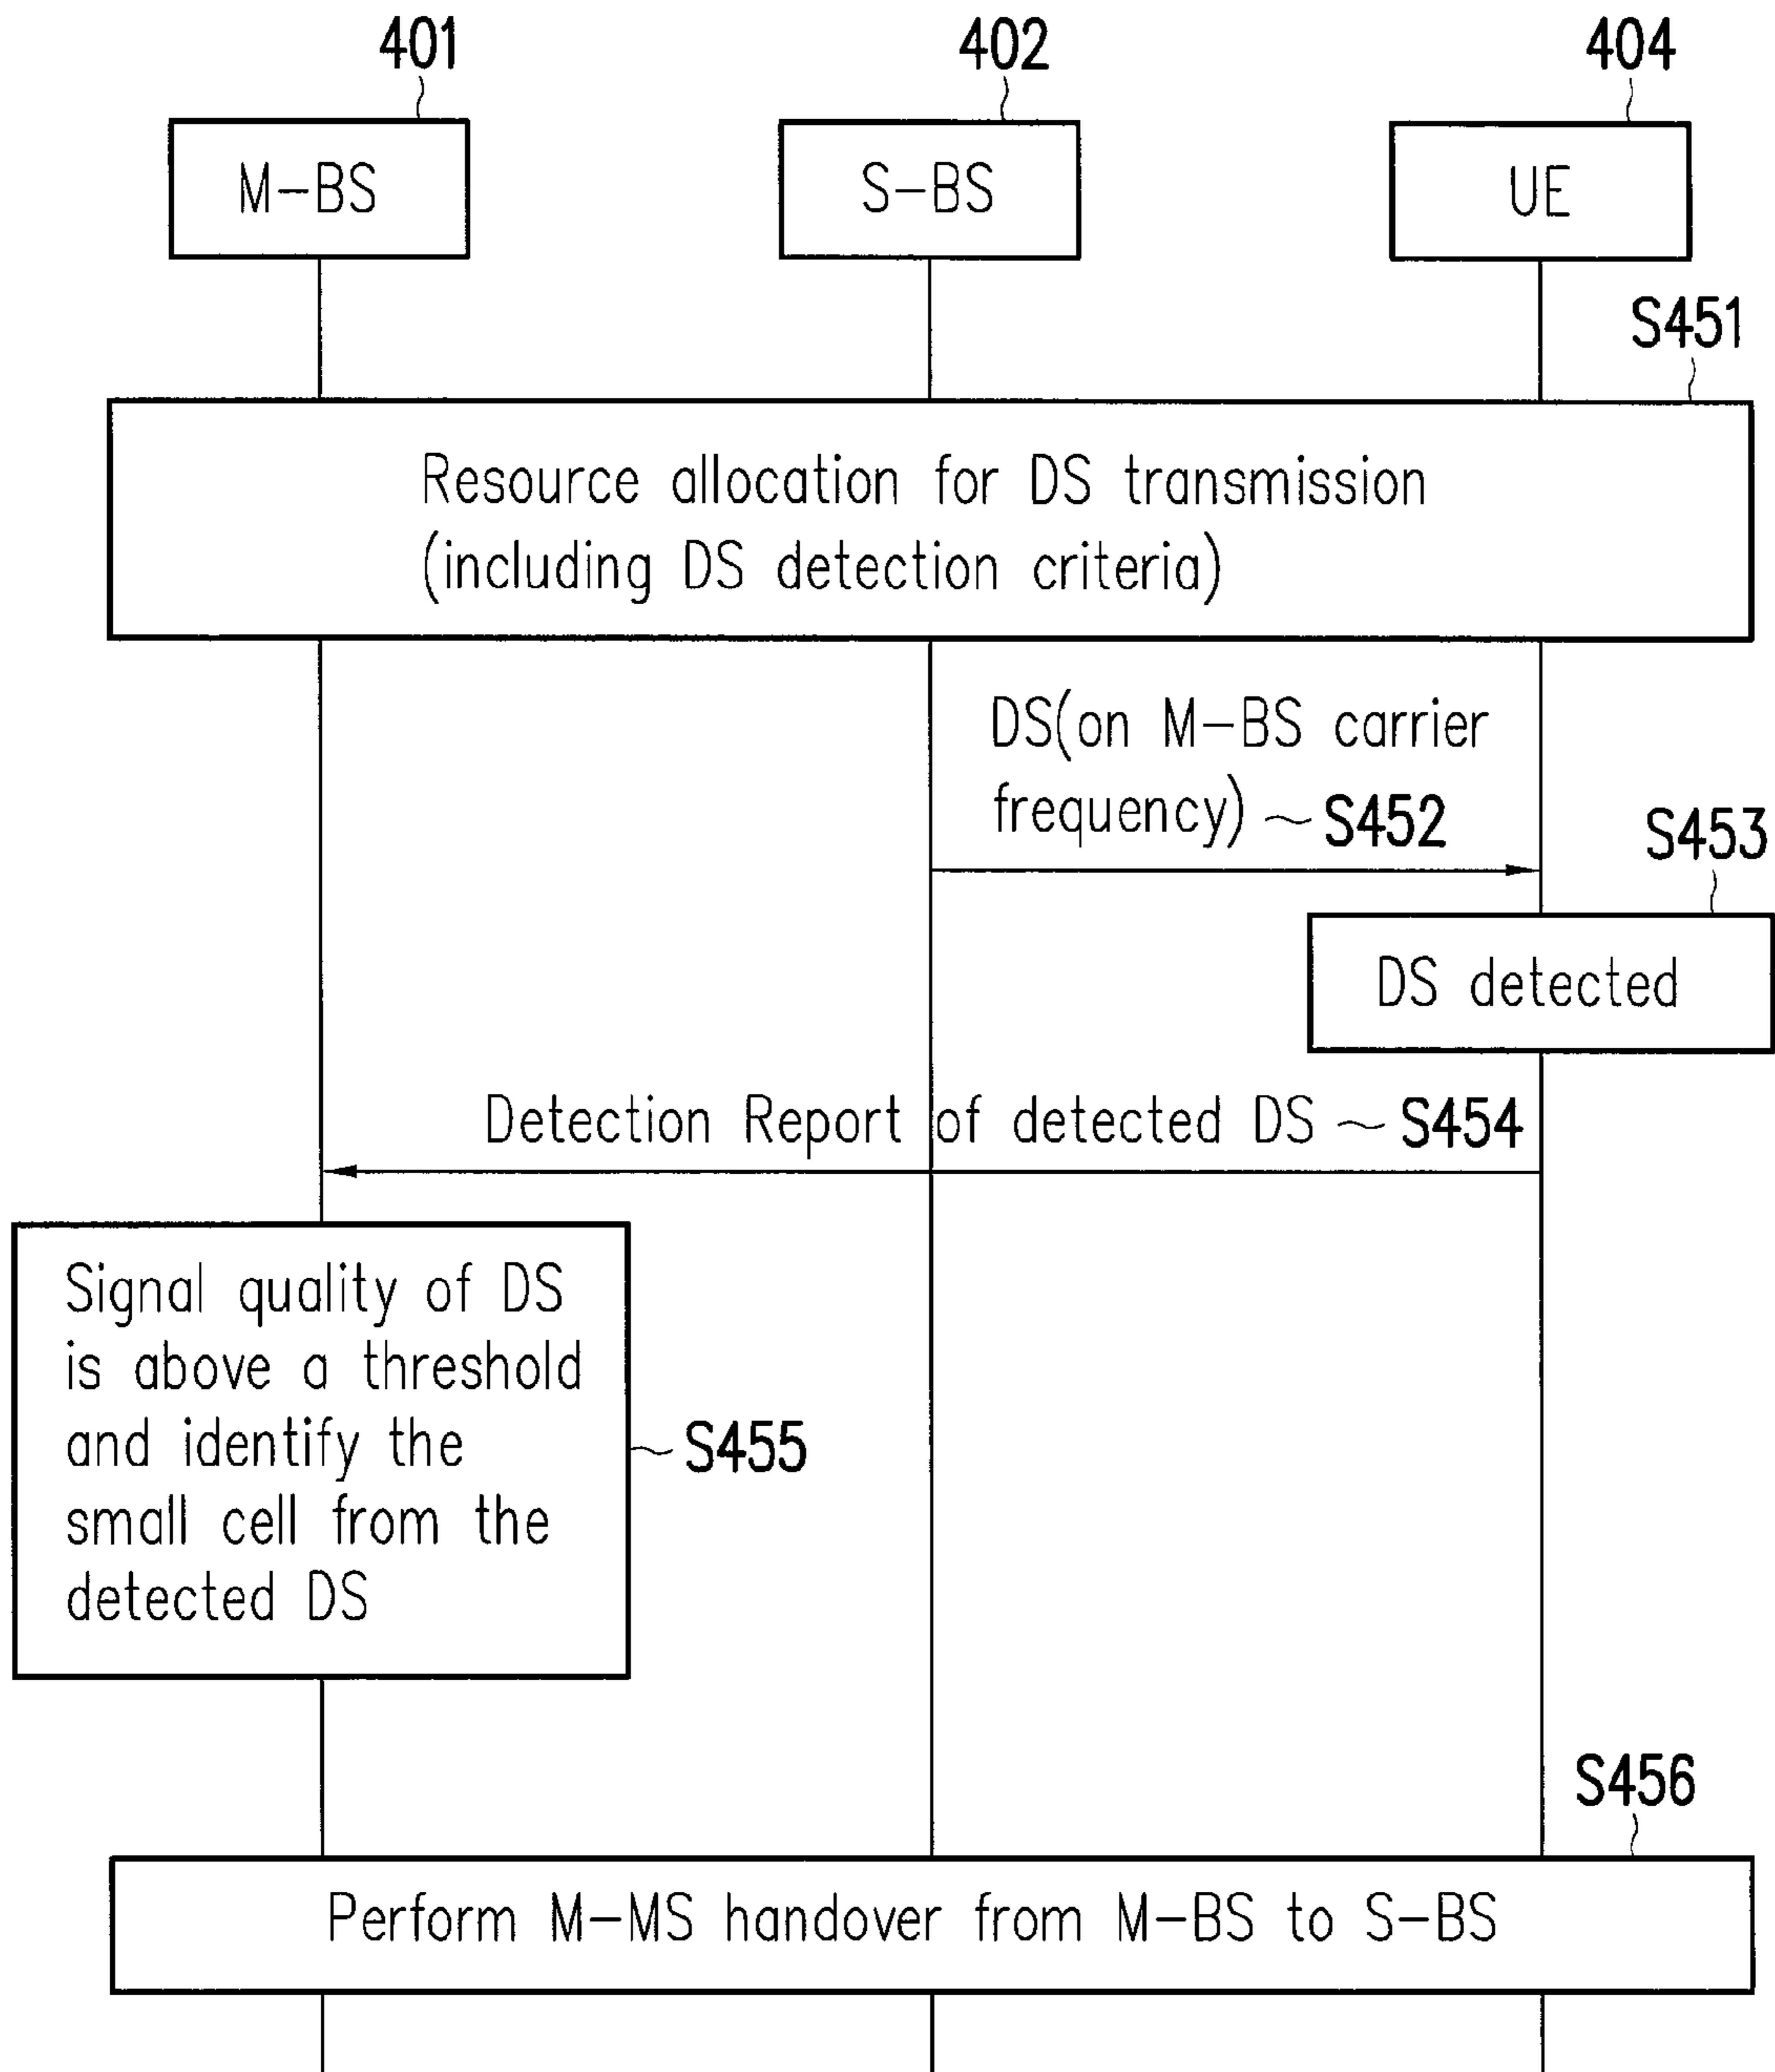 401
402
404
M-BS
S-BS
UE
S451
Resource allocation for DS transmission
(including DS detection criteria)
DS(on M-BS carrier
frequency) ~ S452
S453
DS detected
Detection Report of detected DS ~ S454
Signal quality of DS
is above a threshold
and identify the
small cell from the
detected DS
~ S455
S456
Perform M-MS handover from M-BS to S-BS